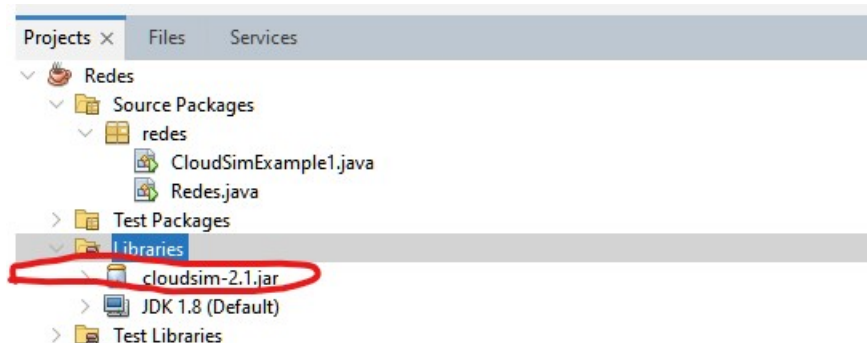 Projects × Files Services
Redes
Source Packages
redes
CloudSimExample1.java
Redes.java
Test Packages
Libraries
cloudsim-2.1.jar
JDK 1.8 (Default)
Test Libraries